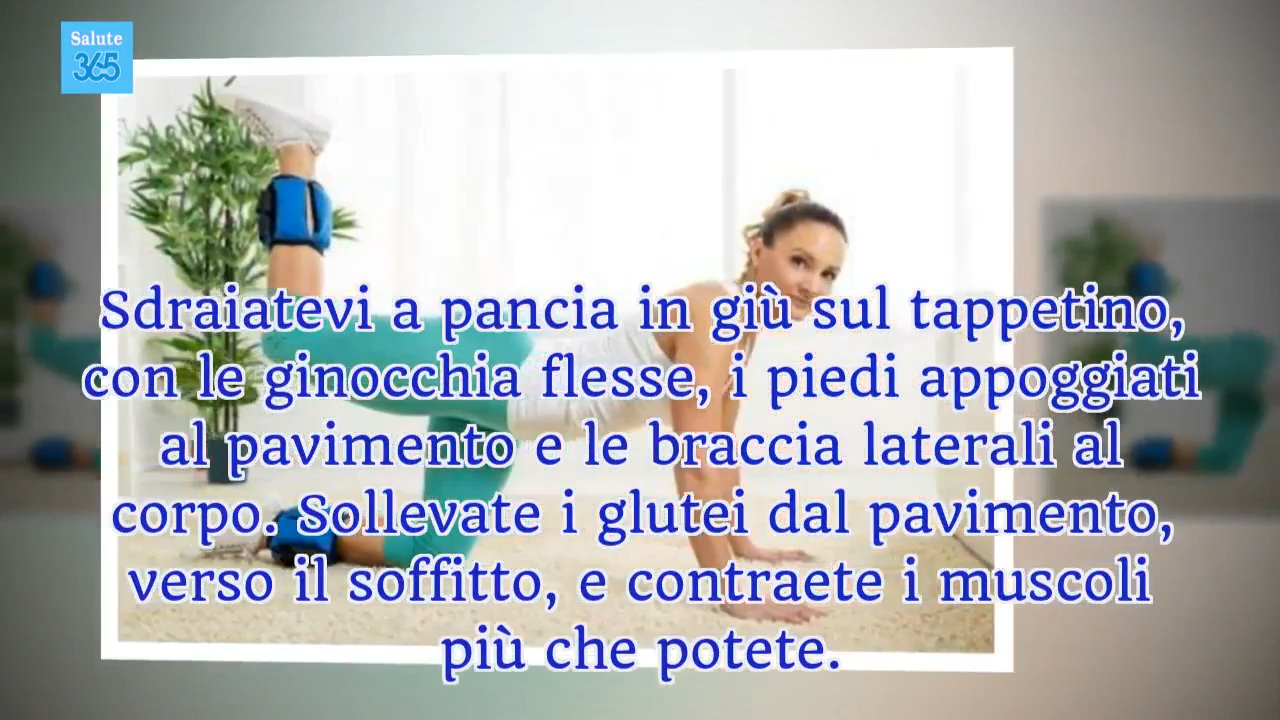 Salute
365
Sdraiatevi a pancia in giù sul tappetino,
con le ginocchia flesse, i piedi appoggiati
al pavimento e le braccia laterali al
corpo. Sollevate i glutei dal pavimento,
verso il soffitto, e contraete i muscoli
più che potete.